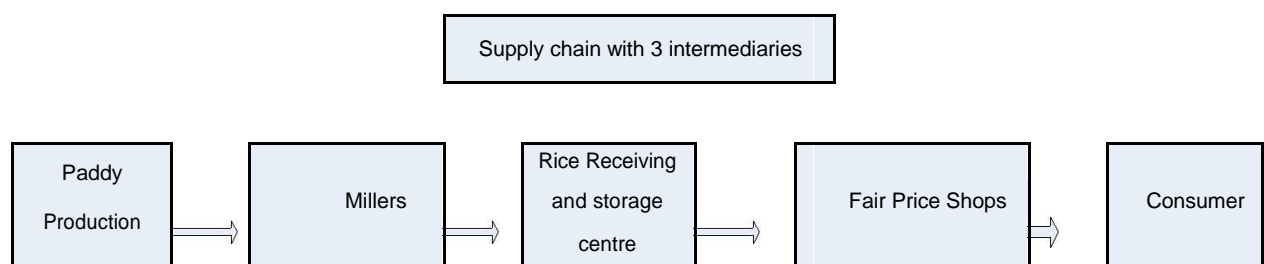 Supply chain with 3 intermediaries
Paddy
Production
Millers
Rice Receiving
and storage
centre
Fair Price Shops
Consumer